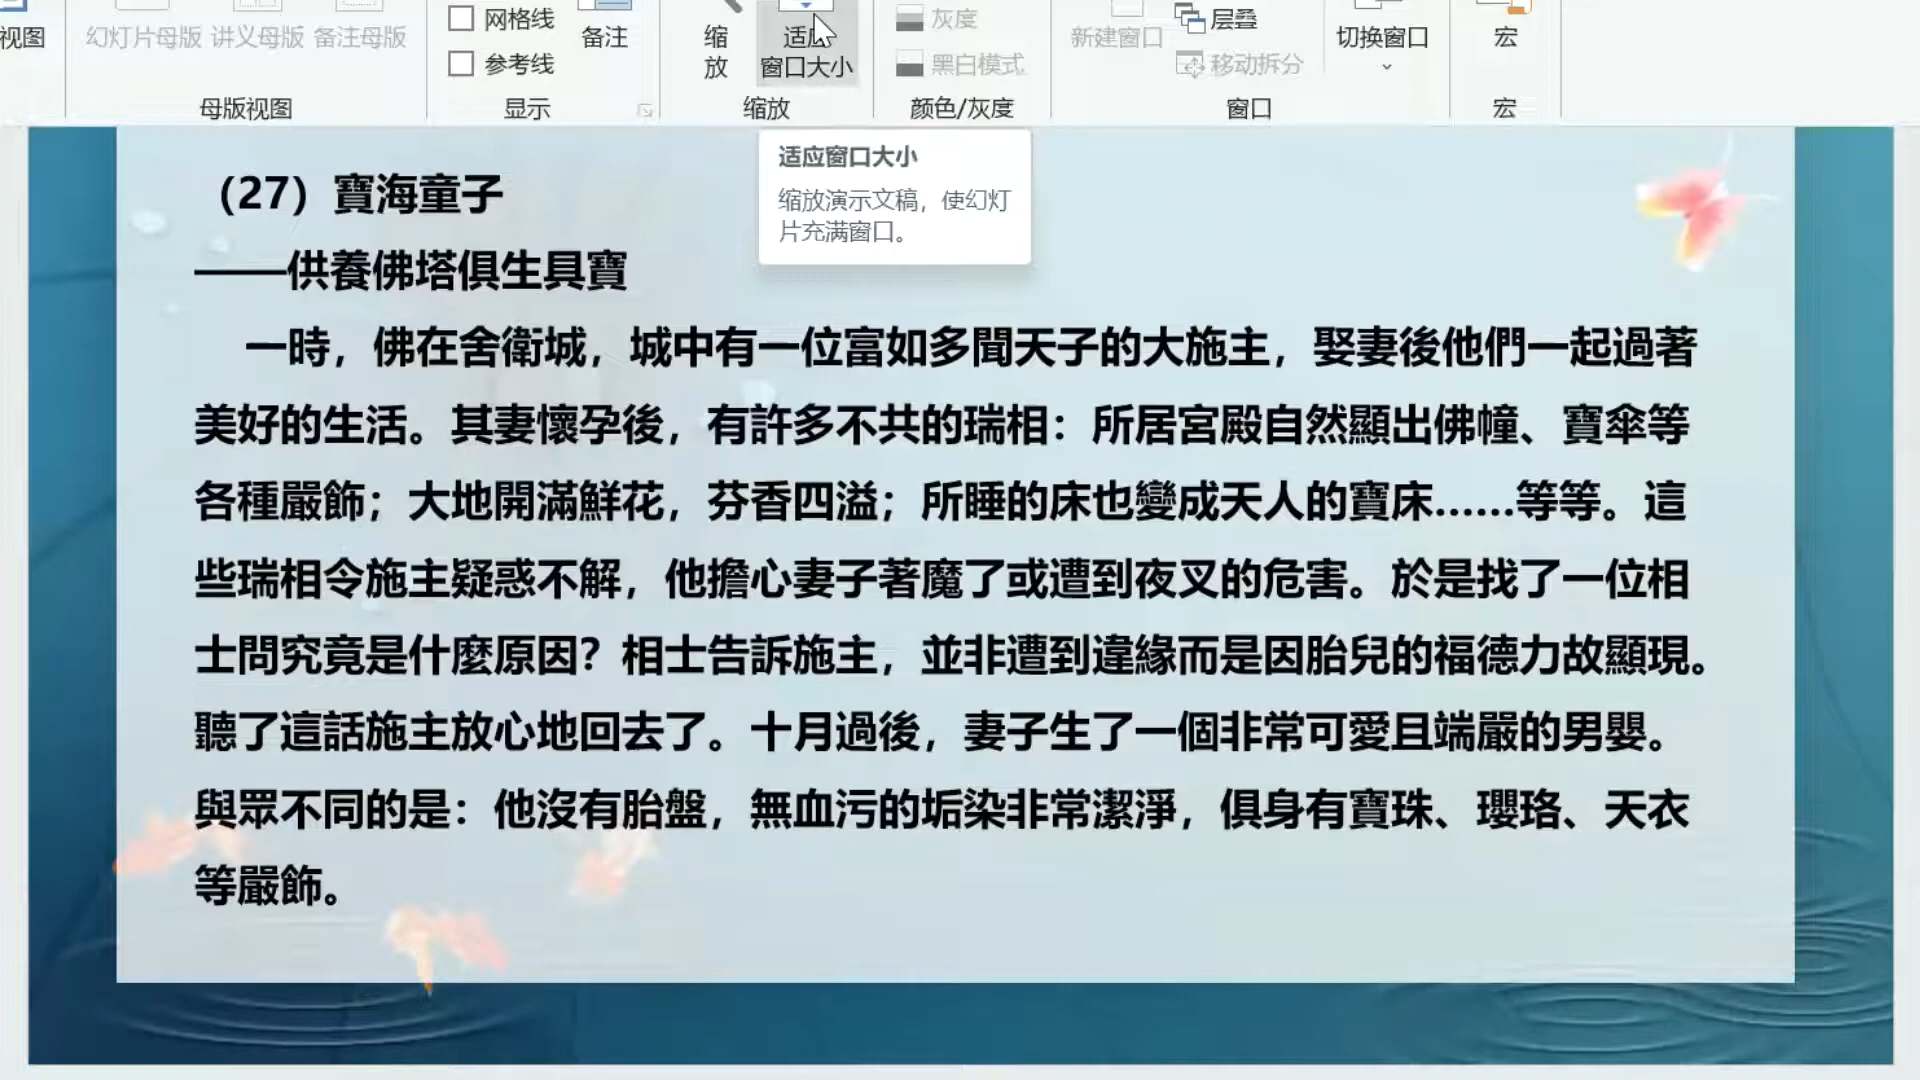 视图
幻灯片母版 讲义母版 备注母版
母版视图
网格线
参考线
备注
显示
缩放
适应
窗口大小
缩放
灰度
黑白模式
颜色/灰度
新建窗口
层叠
移动拆分
切换窗口
窗口
宏
宏
适应窗口大小
缩放演示文稿，使幻灯
片充满窗口。
（27）寶海童子
——供養佛塔俱生具寶
一時，佛在舍衛城，城中有一位富如多聞天子的大施主，娶妻後他們一起過著
美好的生活。其妻懷孕後，有許多不共的瑞相：所居宮殿自然顯出佛幢、寶傘等
各種嚴飾；大地開滿鮮花，芬香四溢；所睡的床也變成天人的寶床......等等。這
些瑞相令施主疑惑不解，他擔心妻子著魔了或遭到夜叉的危害。於是找了一位相
士問究竟是什麼原因？相士告訴施主，並非遭到違緣而是因胎兒的福德力故顯現。
聽了這話施主放心地回去了。十月過後，妻子生了一個非常可愛且端嚴的男嬰。
與眾不同的是：他沒有胎盤，無血污的垢染非常潔淨，俱身有寶珠、瓔珞、天衣
等嚴飾。